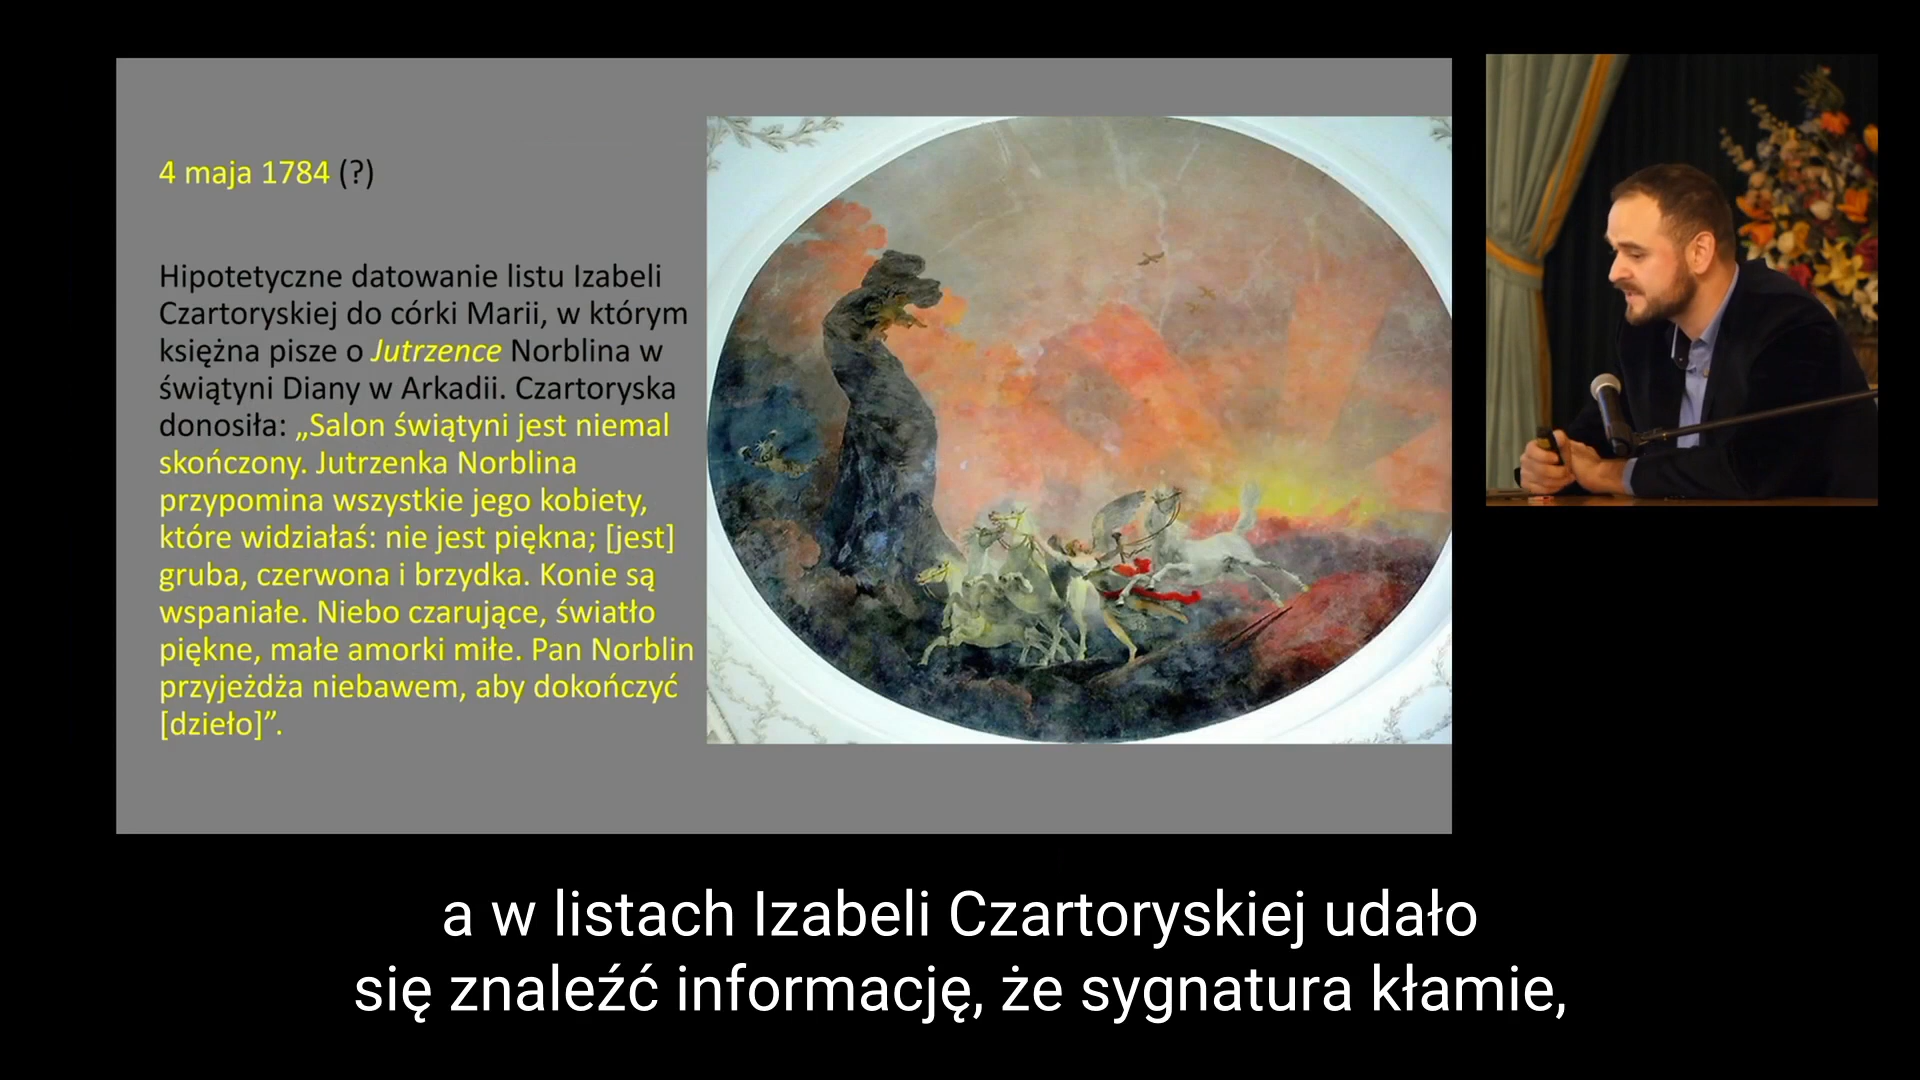 4 maja 1784 (?)
Hipotetyczne datowanie listu Izabeli
Czartoryskiej do córki Marii, w którym
księżna pisze o Jutrzence Norblina w
świątyni Diany w Arkadii. Czartoryska
donosiła: „Salon świątyni jest niemal
skończony. Jutrzenka Norblina
przypomina wszystkie jego kobiety,
które widziałaś: nie jest piękna; [jest]
gruba, czerwona i brzydka. Konie są
wspaniałe. Niebo czarujące, światło
piękne, małe amorki miłe. Pan Norblin
przyjeżdża niebawem, aby dokończyć
[dzieło]”.
a w listach Izabeli Czartoryskiej udało
się znaleźć informację, że sygnatura kłamie,